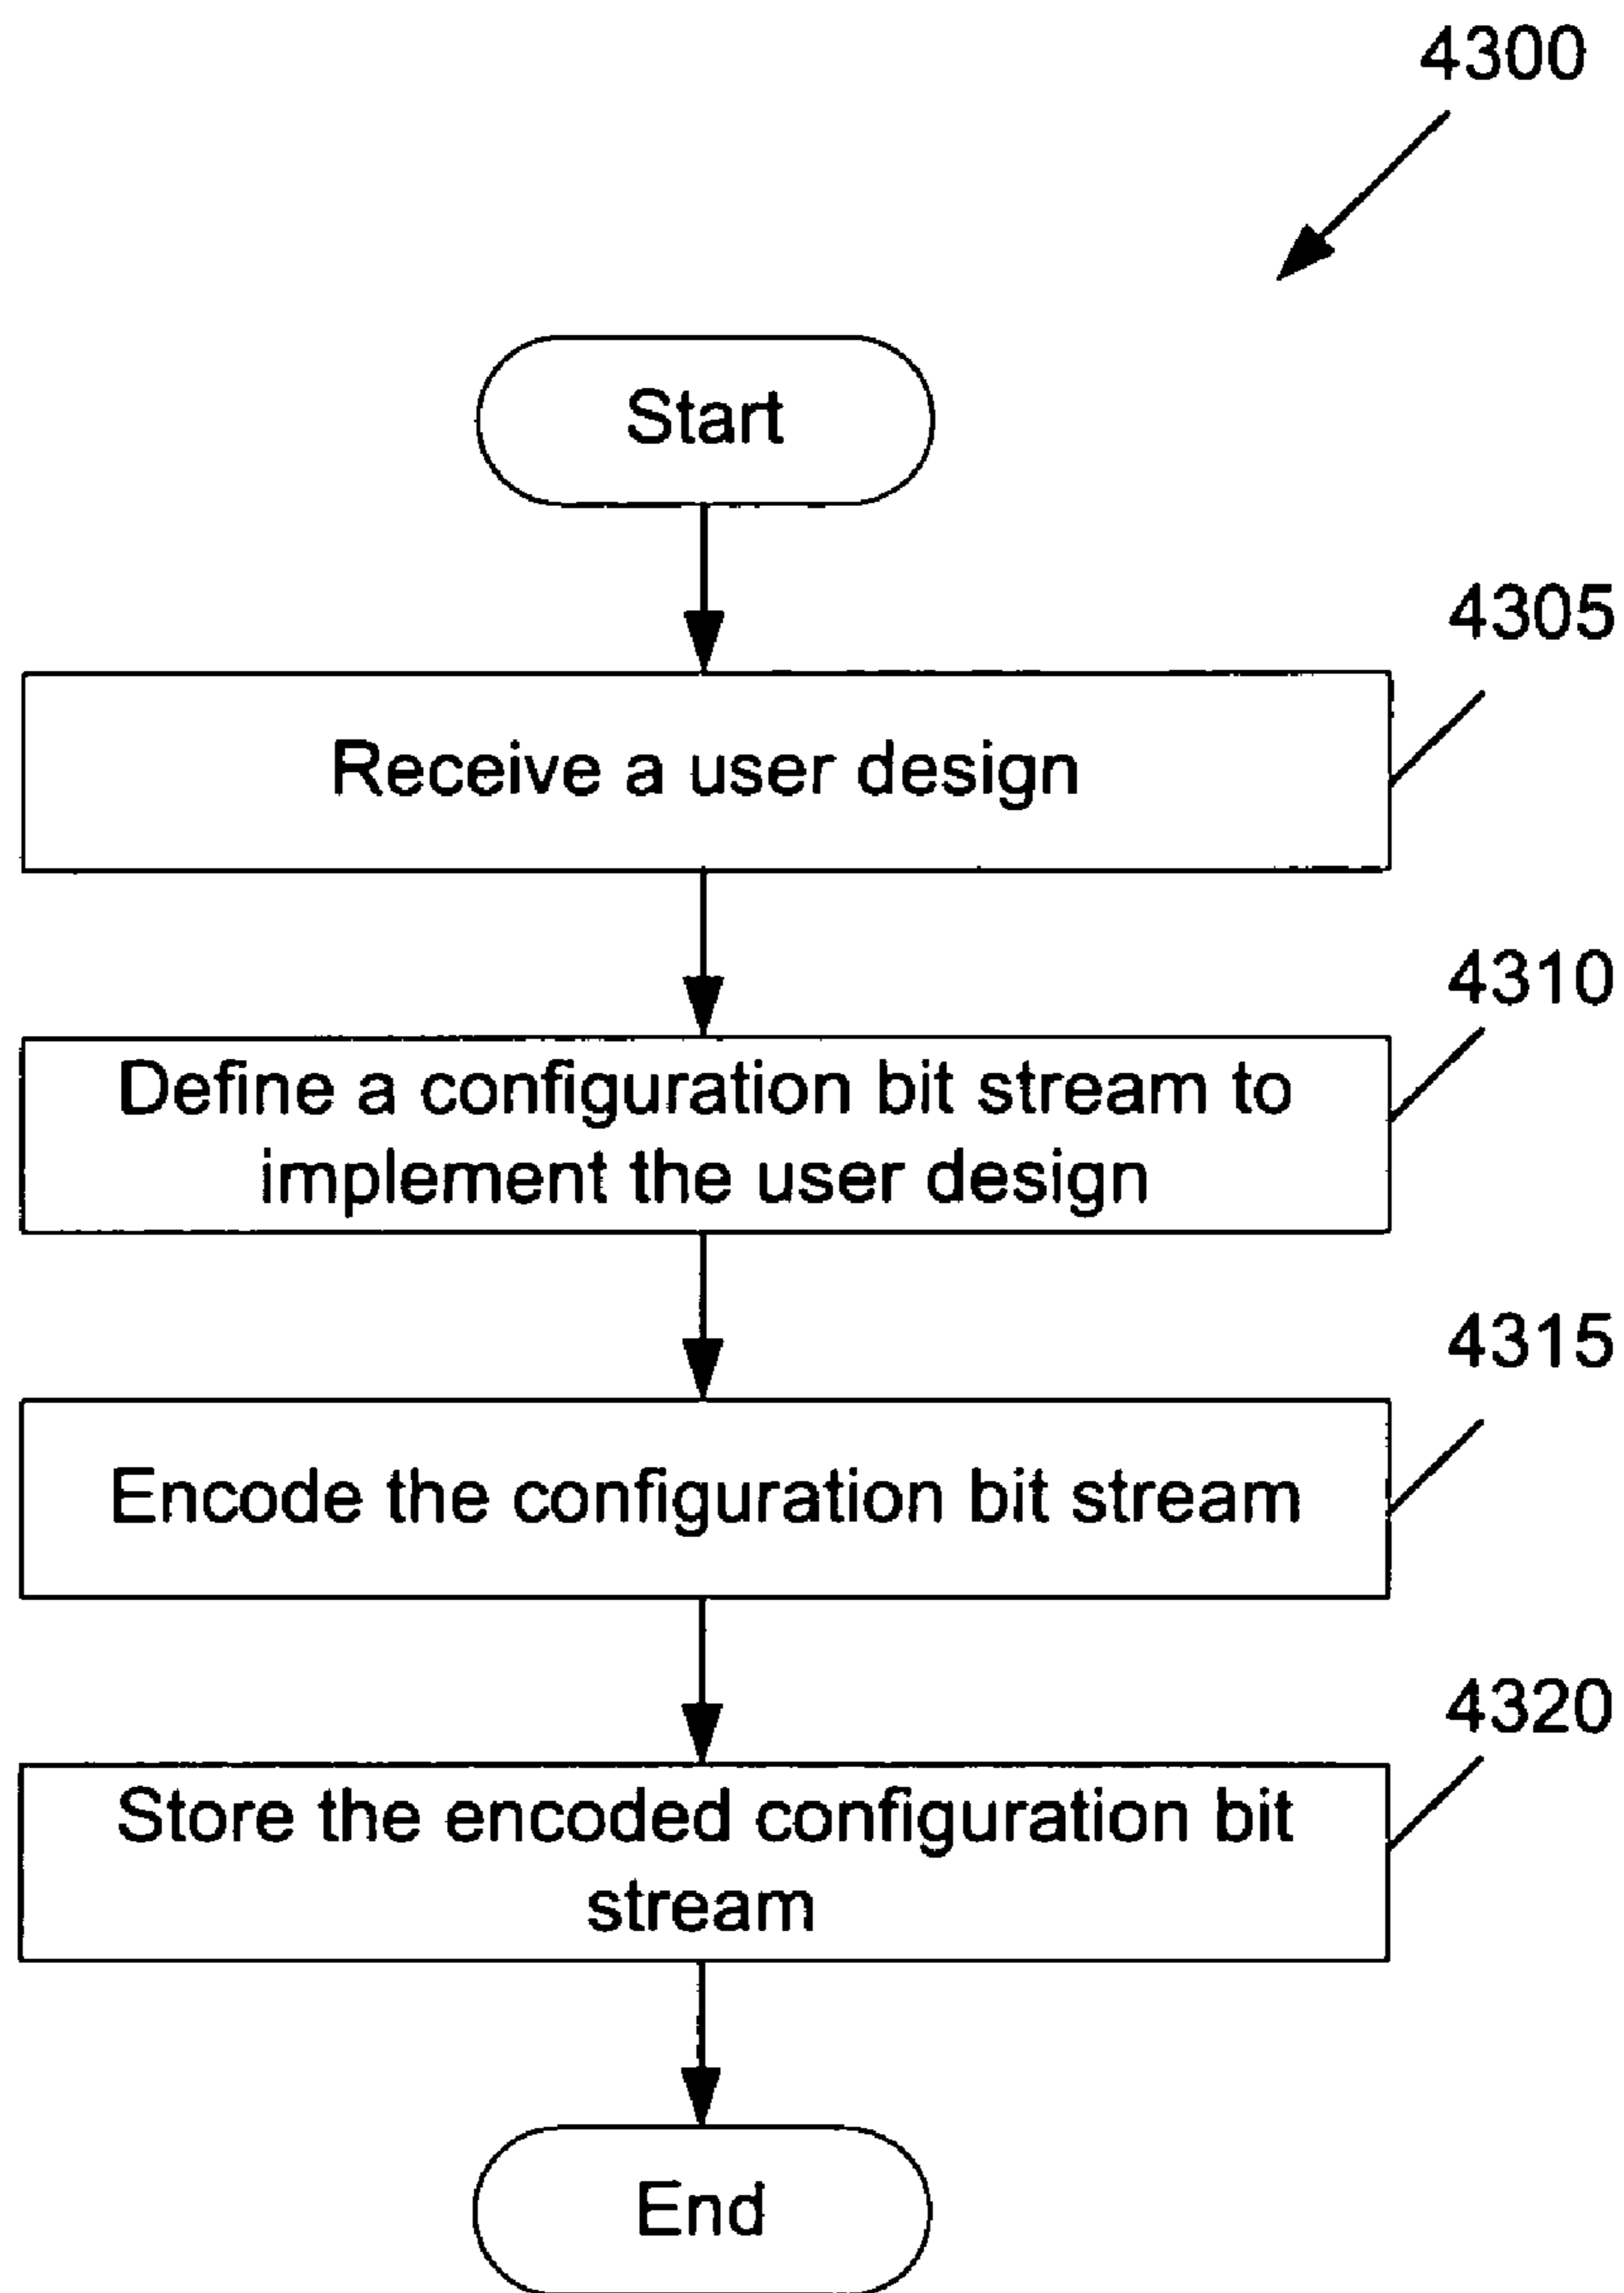 4300
Start
4305
Receive a user design
4310
Define a configuration bit stream to
implement the user design
4315
Encode the configuration bit stream
4320
Store the encoded configuration bit
stream
End